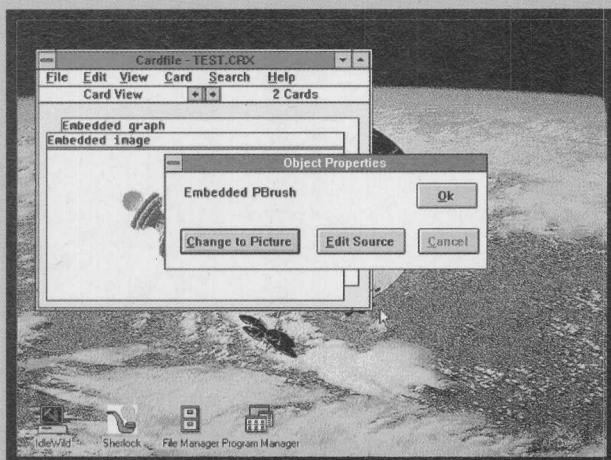 Cardfile - TEST.CRX
File Edit View Card Search Help
Card View 2 Cards
Embedded graph
Embedded image
Object Properties
Embedded PBrush
Ok
Change to Picture Edit Source Cancel
IdleWild Sherlock File Manager Program Manager